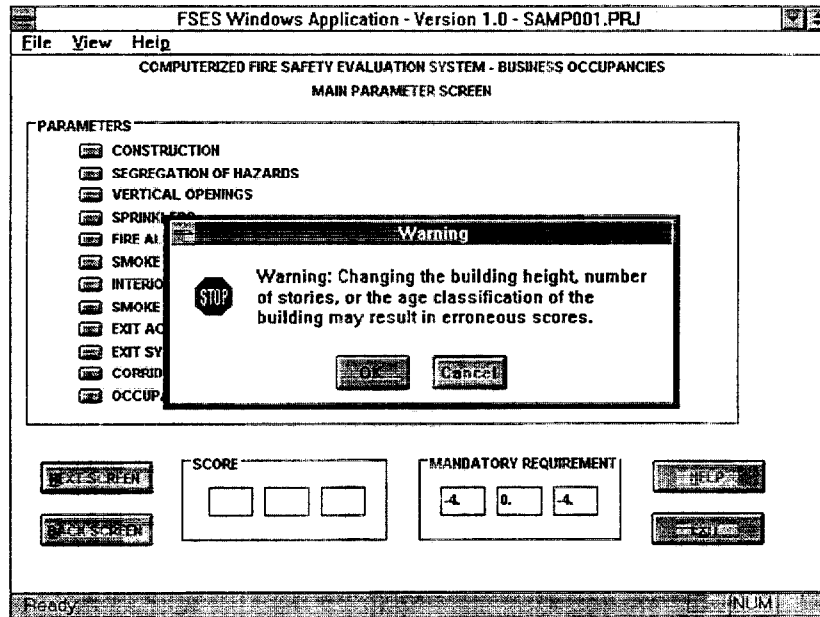 FSES Windows Application - Version 1.0 - SAMP001.PRJ
File View Help
COMPUTERIZED FIRE SAFETY EVALUATION SYSTEM - BUSINESS OCCUPANCIES
MAIN PARAMETER SCREEN
PARAMETERS
CONSTRUCTION
SEGREGATION OF HAZARDS
VERTICAL OPENINGS
SPRINKLERS
FIRE AL
SMOKE
INTERIO
SMOKE
EXIT AC
EXIT SY
CORRID
OCCUPA
Warning
STOP
Warning: Changing the building height, number
of stories, or the age classification of the
building may result in erroneous scores.
OK Cancel
NEXT SCREEN
BACK SCREEN
SCORE
MANDATORY REQUIREMENT
-4. 0. -4.
HELP
EXIT
Ready NUM